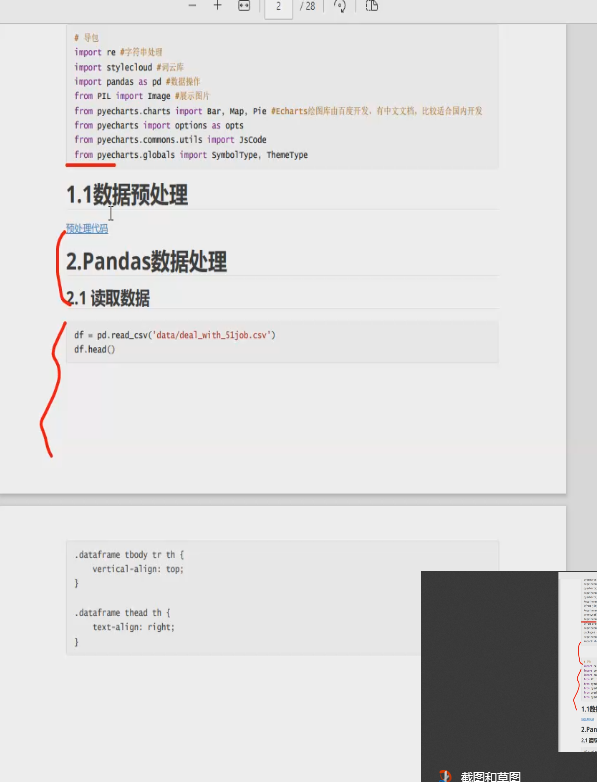 2 / 28
# 导包
import re #字符串处理
import stylecloud #词云库
import pandas as pd #数据操作
from PIL import Image #展示图片
from pyecharts.charts import Bar, Map, Pie #Echarts绘图库由百度开发，有中文文档，比较适合国内开发
from pyecharts import options as opts
from pyecharts.commons.utils import JsCode
from pyecharts.globals import SymbolType, ThemeType
1.1数据预处理
预处理代码
2.Pandas数据处理
2.1 读取数据
df = pd.read_csv('data/deal_with_51job.csv')
df.head()
.dataframe tbody tr th {
vertical-align: top;
}
.dataframe thead th {
text-align: right;
}
1.1数
2.Pan
截图和草图